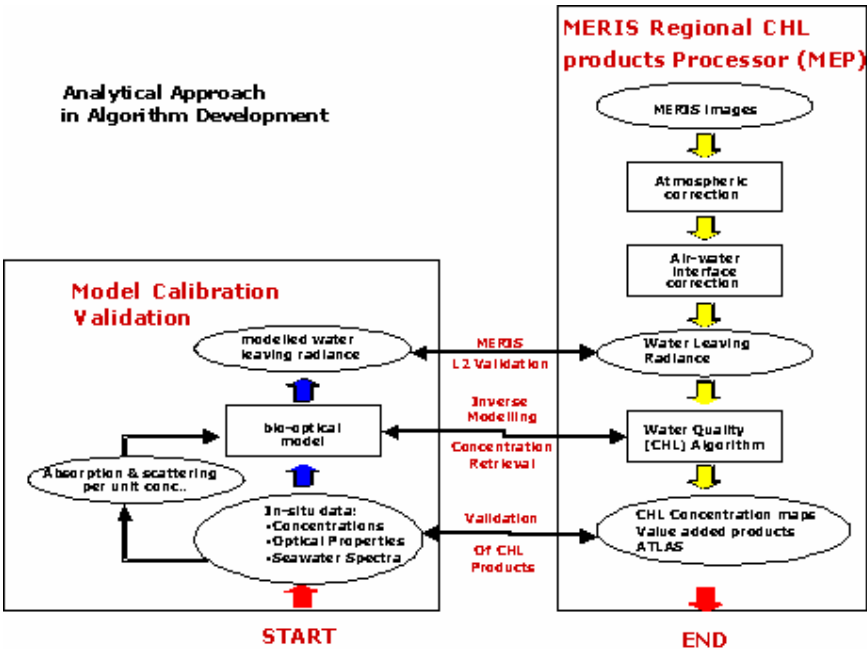 Analytical Approach
in Algorithm Development
Model Calibration
Validation
modelled water
leaving radiance
bio-optical
model
Absorption & scattering
per unit conc..
In-situ data:
•Concentrations
•Optical Properties
•Seawater Spectra
START
MERIS
L2 Validation
Inverse
Modelling
Concentration
Retrieval
Validation
Of CHL
Products
MERIS Regional CHL
products Processor (MEP)
MERIS Images
Atmospheric
correction
Air-water
interface
correction
Water Leaving
Radiance
Water Quality
(CHL) Algorithm
CHL Concentration maps
Value added products
ATLAS
END